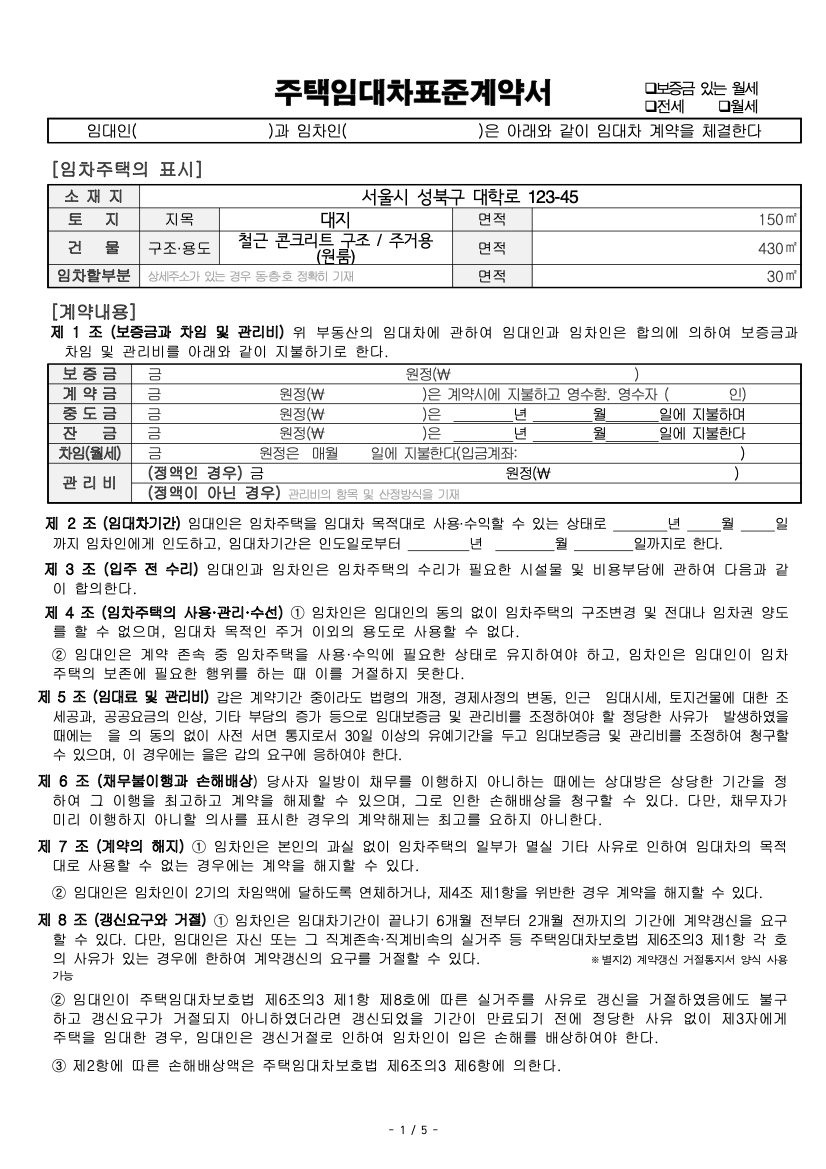 주택임대차표준계약서
❑보증금 있는 월세
❑전세 ❑월세
임대인( )과 임차인( )은 아래와 같이 임대차 계약을 체결한다
[임차주택의 표시]
소 재 지 서울시 성북구 대학로 123-45
토 지 지목 대지 면적 150㎡
건 물 구조·용도 철근 콘크리트 구조 / 주거용 (원룸) 면적 430㎡
임차할부분 상세주소가 있는 경우 동·층·호 정확히 기재 면적 30㎡
[계약내용]
제 1 조 (보증금과 차임 및 관리비) 위 부동산의 임대차에 관하여 임대인과 임차인은 합의에 의하여 보증금과
차임 및 관리비를 아래와 같이 지불하기로 한다.
보 증 금 금 원정(₩ )
계 약 금 금 원정(₩ )은 계약시에 지불하고 영수함. 영수자 ( 인)
중 도 금 금 원정(₩ )은 ________년 ________월_______일에 지불하며
잔 금 금 원정(₩ )은 ________년 ________월_______일에 지불한다
차임(월세) 금 원정은 매월 일에 지불한다(입금계좌: )
관 리 비 (정액인 경우) 금 원정(₩ )
(정액이 아닌 경우) 관리비의 항목 및 산정방식을 기재
제 2 조 (임대차기간) 임대인은 임차주택을 임대차 목적대로 사용·수익할 수 있는 상태로 ________년 _____월 _____일
까지 임차인에게 인도하고, 임대차기간은 인도일로부터 _________년 _________월 _________일까지로 한다.
제 3 조 (입주 전 수리) 임대인과 임차인은 임차주택의 수리가 필요한 시설물 및 비용부담에 관하여 다음과 같
이 합의한다.
제 4 조 (임차주택의 사용·관리·수선) ① 임차인은 임대인의 동의 없이 임차주택의 구조변경 및 전대나 임차권 양도
를 할 수 없으며, 임대차 목적인 주거 이외의 용도로 사용할 수 없다.
② 임대인은 계약 존속 중 임차주택을 사용·수익에 필요한 상태로 유지하여야 하고, 임차인은 임대인이 임차
주택의 보존에 필요한 행위를 하는 때 이를 거절하지 못한다.
제 5 조 (임대료 및 관리비) 갑은 계약기간 중이라도 법령의 개정, 경제사정의 변동, 인근 임대시세, 토지건물에 대한 조
세공과, 공공요금의 인상, 기타 부담의 증가 등으로 임대보증금 및 관리비를 조정하여야 할 정당한 사유가 발생하였을
때에는 을 의 동의 없이 사전 서면 통지로서 30일 이상의 유예기간을 두고 임대보증금 및 관리비를 조정하여 청구할
수 있으며, 이 경우에는 을은 갑의 요구에 응하여야 한다.
제 6 조 (채무불이행과 손해배상) 당사자 일방이 채무를 이행하지 아니하는 때에는 상대방은 상당한 기간을 정
하여 그 이행을 최고하고 계약을 해제할 수 있으며, 그로 인한 손해배상을 청구할 수 있다. 다만, 채무자가
미리 이행하지 아니할 의사를 표시한 경우의 계약해제는 최고를 요하지 아니한다.
제 7 조 (계약의 해지) ① 임차인은 본인의 과실 없이 임차주택의 일부가 멸실 기타 사유로 인하여 임대차의 목적
대로 사용할 수 없는 경우에는 계약을 해지할 수 있다.
② 임대인은 임차인이 2기의 차임액에 달하도록 연체하거나, 제4조 제1항을 위반한 경우 계약을 해지할 수 있다.
제 8 조 (갱신요구와 거절) ① 임차인은 임대차기간이 끝나기 6개월 전부터 2개월 전까지의 기간에 계약갱신을 요구
할 수 있다. 다만, 임대인은 자신 또는 그 직계존속·직계비속의 실거주 등 주택임대차보호법 제6조의3 제1항 각 호
의 사유가 있는 경우에 한하여 계약갱신의 요구를 거절할 수 있다. ※ 별지2) 계약갱신 거절통지서 양식 사용
가능
② 임대인이 주택임대차보호법 제6조의3 제1항 제8호에 따른 실거주를 사유로 갱신을 거절하였음에도 불구
하고 갱신요구가 거절되지 아니하였더라면 갱신되었을 기간이 만료되기 전에 정당한 사유 없이 제3자에게
주택을 임대한 경우, 임대인은 갱신거절로 인하여 임차인이 입은 손해를 배상하여야 한다.
③ 제2항에 따른 손해배상액은 주택임대차보호법 제6조의3 제6항에 의한다.
- 1 / 5 -